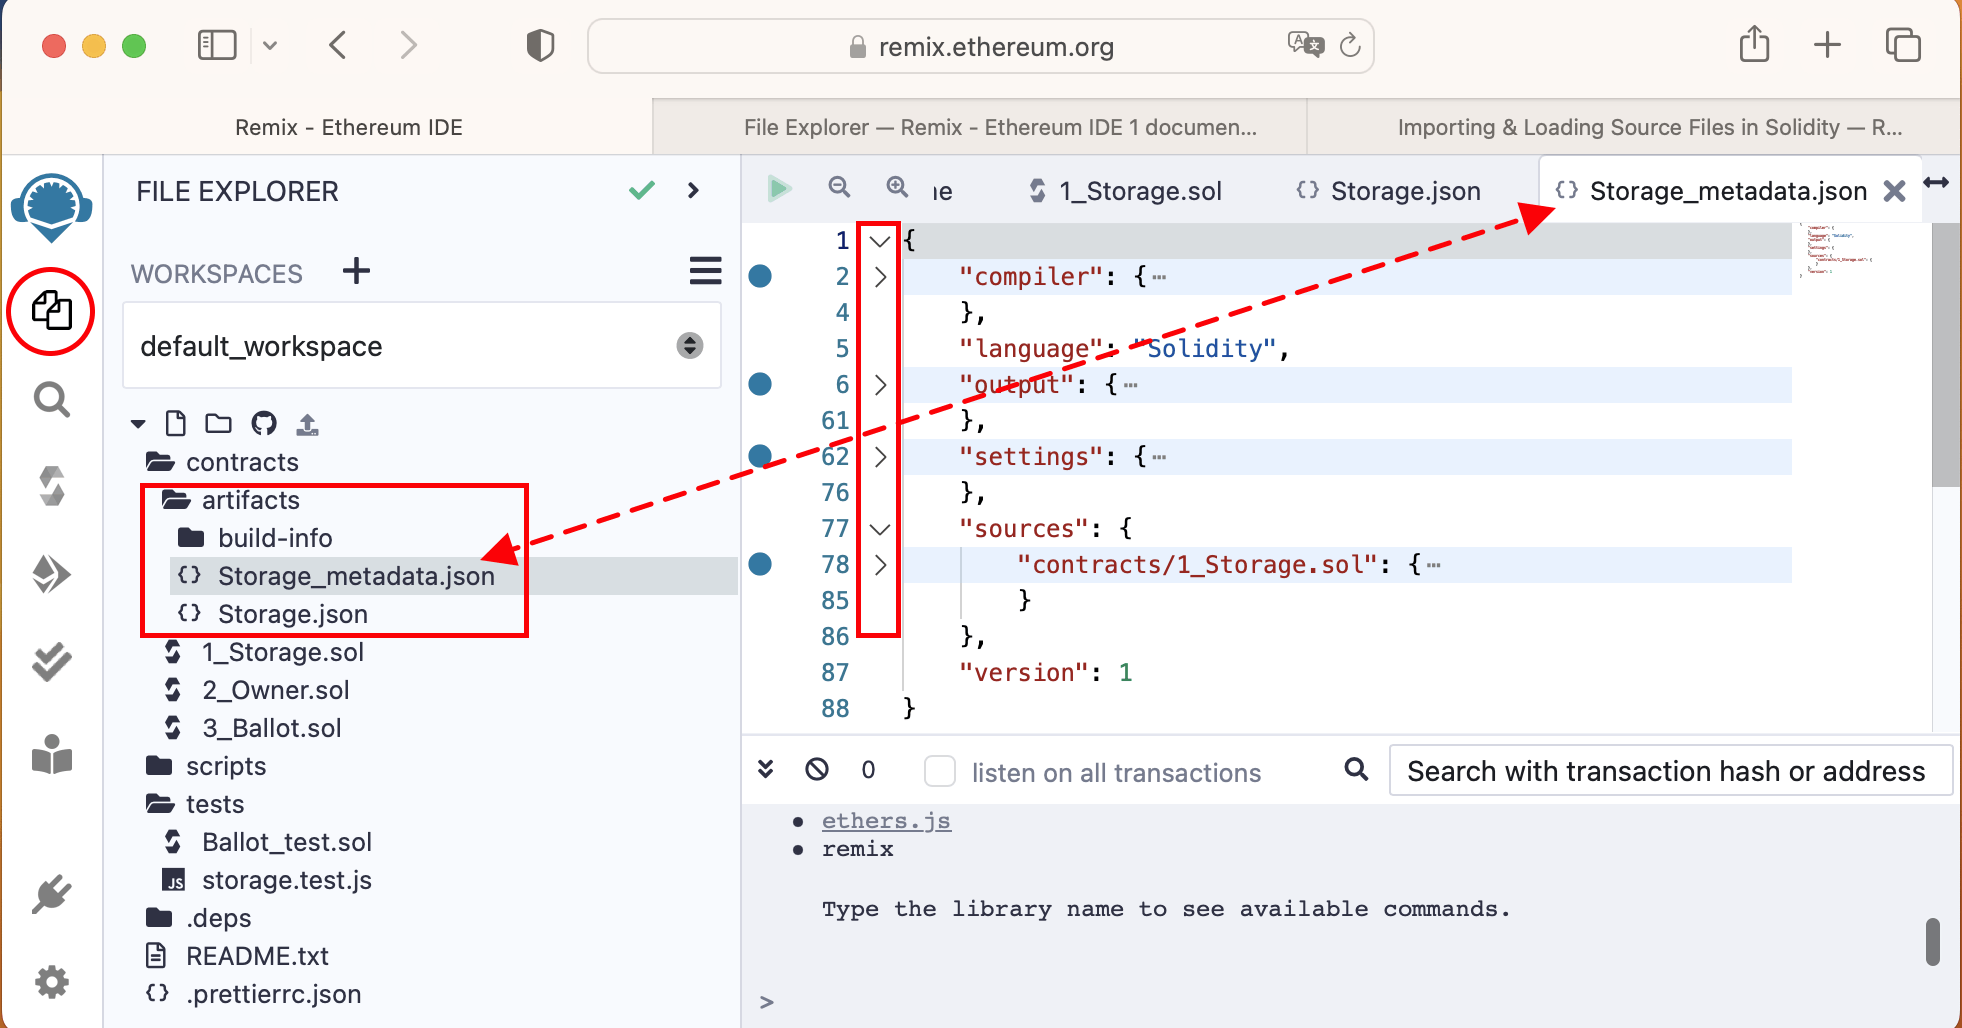 remix.ethereum.org
Remix - Ethereum IDE
File Explorer — Remix - Ethereum IDE 1 documen...
Importing & Loading Source Files in Solidity — R...
FILE EXPLORER
WORKSPACES
default_workspace
contracts
artifacts
build-info
Storage_metadata.json
Storage.json
1_Storage.sol
2_Owner.sol
3_Ballot.sol
scripts
tests
Ballot_test.sol
JS storage.test.js
.deps
README.txt
.prettierrc.json
1_Storage.sol
{} Storage.json
{} Storage_metadata.json
1 {
2 "compiler": {⋯
4 },
5 "language": "Solidity",
6 "output": {⋯
61 },
62 "settings": {⋯
76 },
77 "sources": {
78 "contracts/1_Storage.sol": {⋯
85 }
86 },
87 "version": 1
88 }
0
listen on all transactions
Search with transaction hash or address
• ethers.js
• remix
Type the library name to see available commands.
>